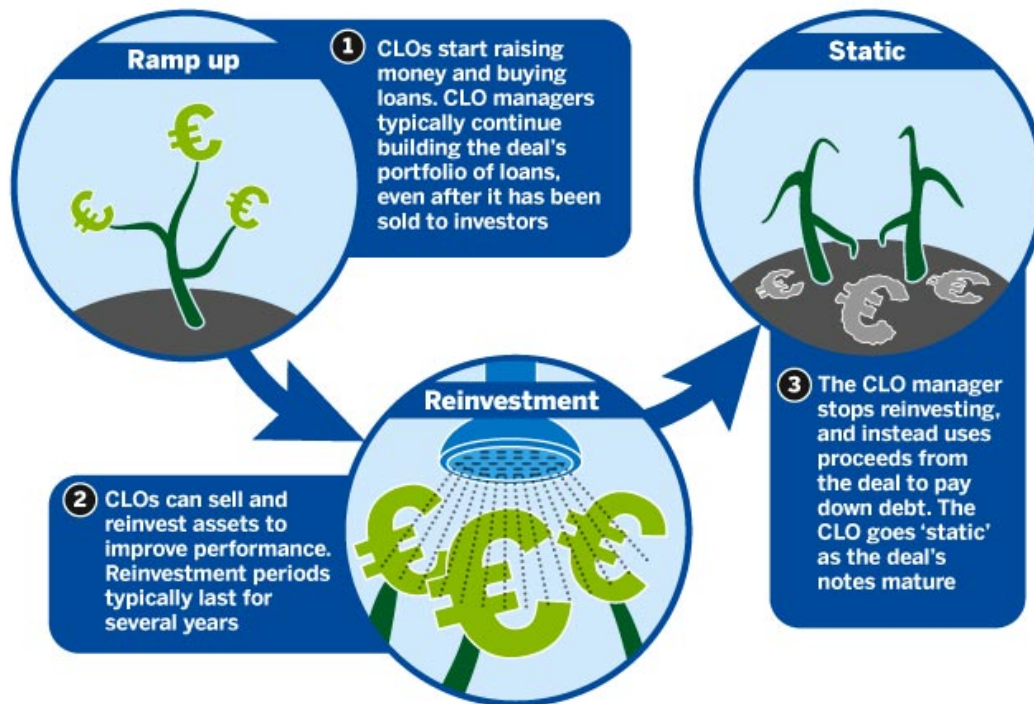 Ramp up
1 CLOs start raising
money and buying
loans. CLO managers
typically continue
building the deal's
portfolio of loans,
even after it has been
sold to investors
€
€
€
Reinvestment
2 CLOs can sell and
reinvest assets to
improve performance.
Reinvestment periods
typically last for
several years
€
€
€
Static
€
€
€
3 The CLO manager
stops reinvesting,
and instead uses
proceeds from
the deal to pay
down debt. The
CLO goes ‘static’
as the deal's
notes mature